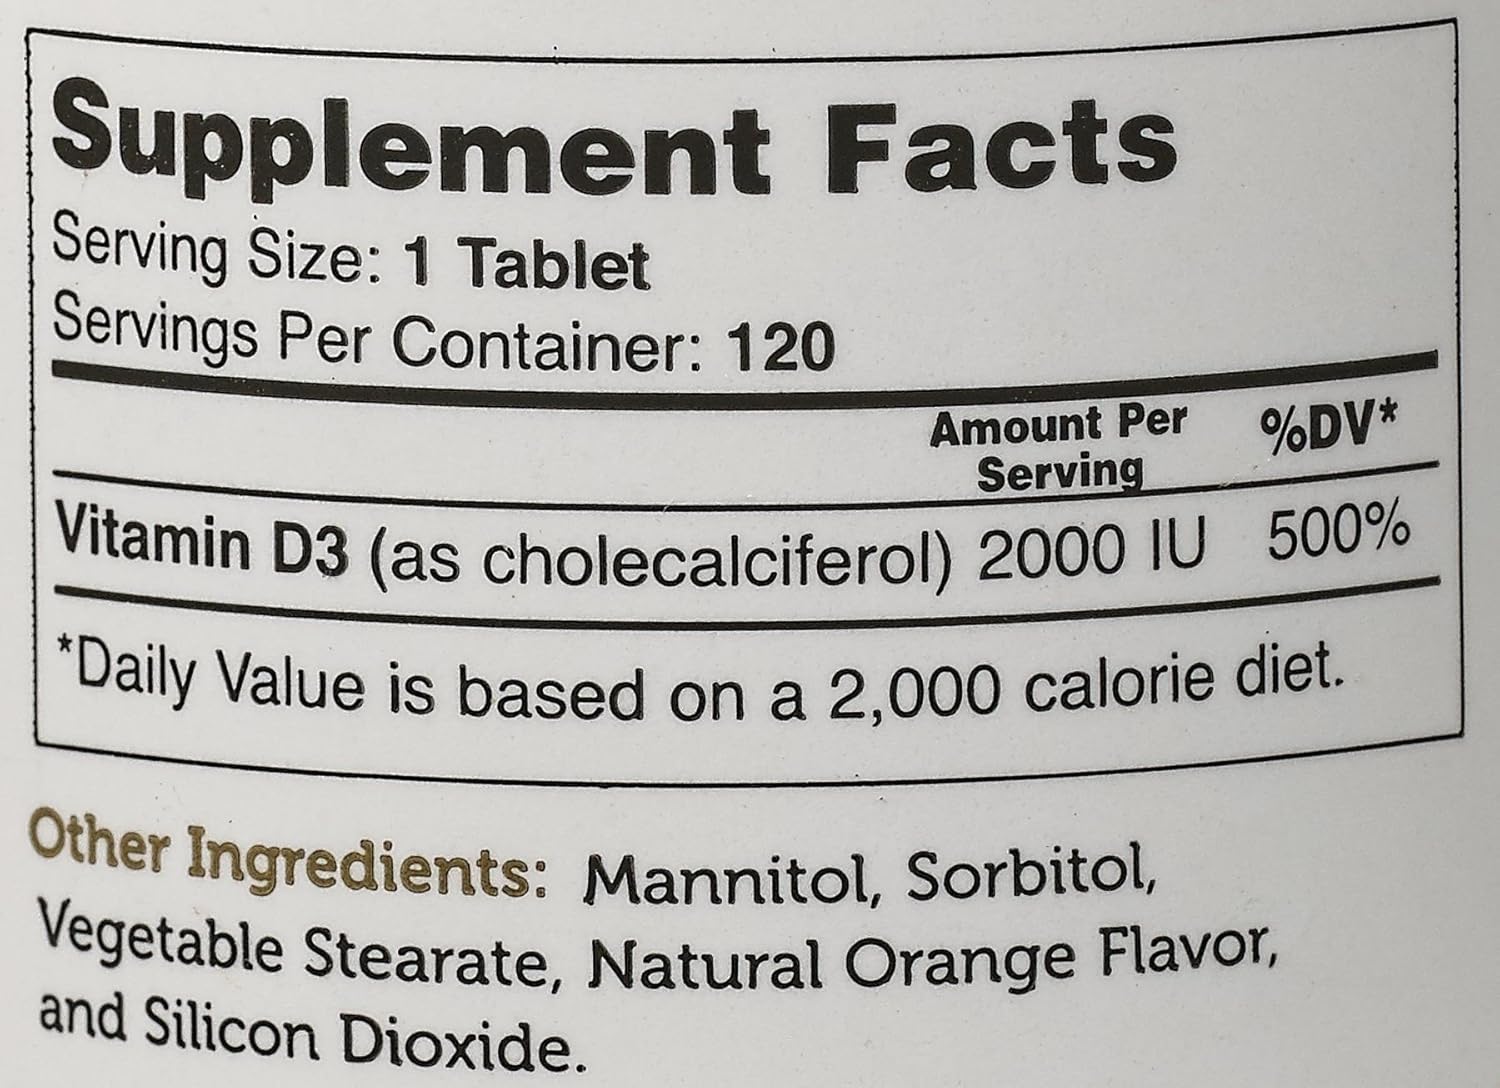 Supplement Facts
Serving Size: 1 Tablet
Servings Per Container: 120
Amount Per %DV*
Serving
Vitamin D3 (as cholecalciferol) 2000 IU 500%
*Daily Value is based on a 2,000 calorie diet.
Other Ingredients: Mannitol, Sorbitol,
Vegetable Stearate, Natural Orange Flavor,
and Silicon Dioxide.